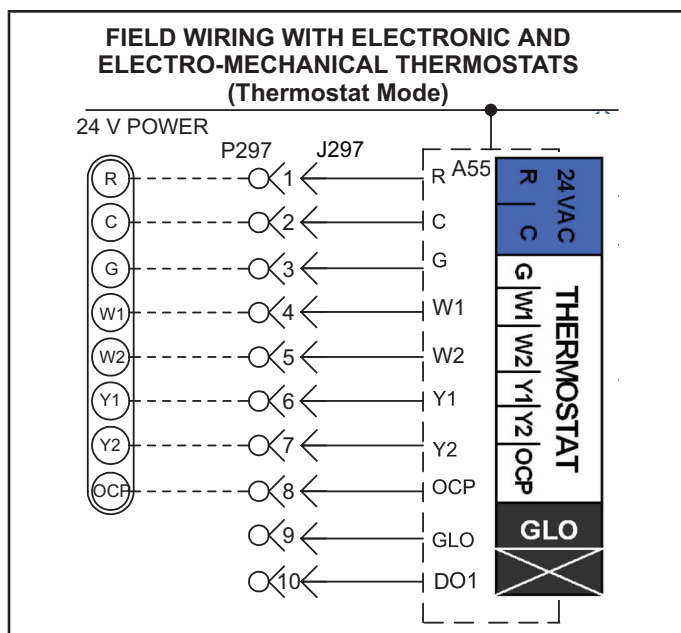 FIELD WIRING WITH ELECTRONIC AND
ELECTRO-MECHANICAL THERMOSTATS
(Thermostat Mode)
24 V POWER
P297 J297
R 1 R A55
C 2 C
G 3 G
W1 4 W1
W2 5 W2
Y1 6 Y1
Y2 7 Y2
OCP 8 OCP
9 GLO
10 DO1
24VAC
R C
THERMOSTAT
G W1 W2 Y1 Y2 OCP
GLO